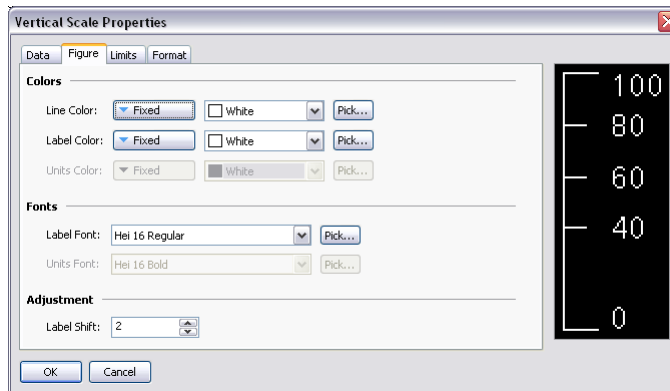 Vertical Scale Properties
Data Figure Limits Format
Colors
Line Color: Fixed White Pick...
Label Color: Fixed White Pick...
Units Color: Fixed White Pick...
Fonts
Label Font: Hei 16 Regular Pick...
Units Font: Hei 16 Bold Pick...
Adjustment
Label Shift: 2
OK Cancel
100
80
60
40
0